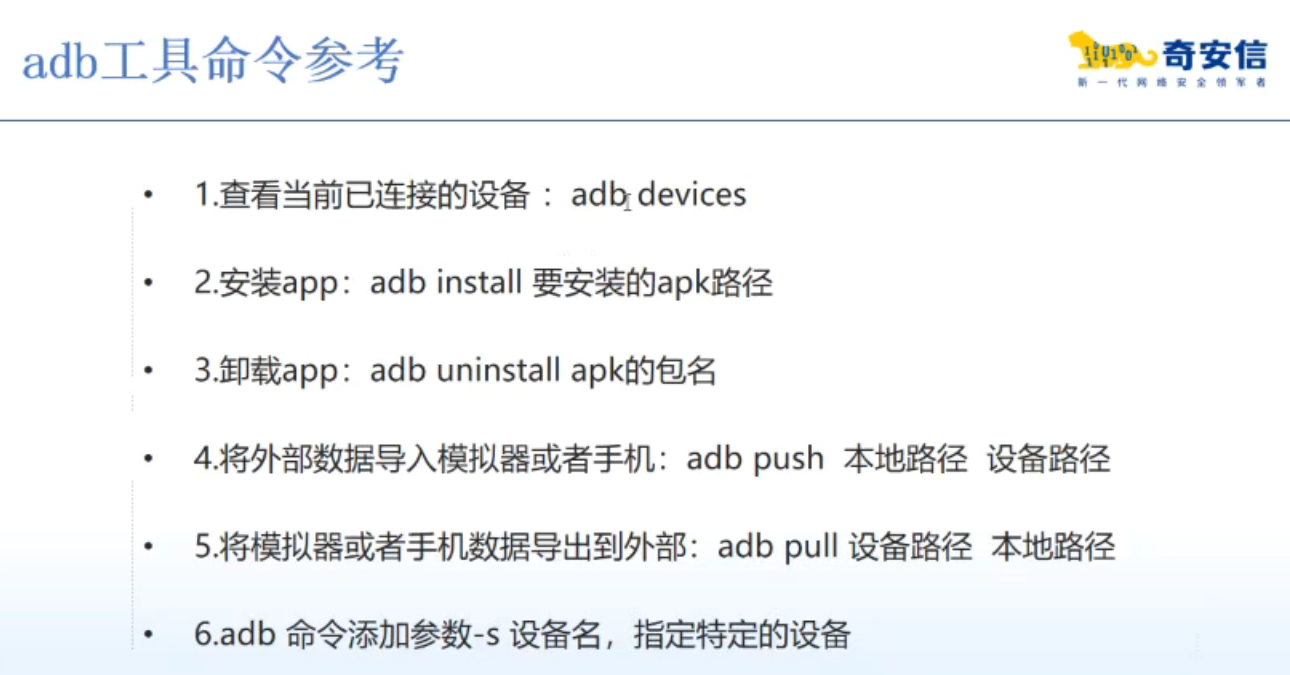 adb工具命令参考
奇安信
新一代网络安全领军者
1.查看当前已连接的设备 ：adb devices
2.安装app：adb install 要安装的apk路径
3.卸载app：adb uninstall apk的包名
4.将外部数据导入模拟器或者手机：adb push 本地路径 设备路径
5.将模拟器或者手机数据导出到外部：adb pull 设备路径 本地路径
6.adb 命令添加参数-s 设备名，指定特定的设备